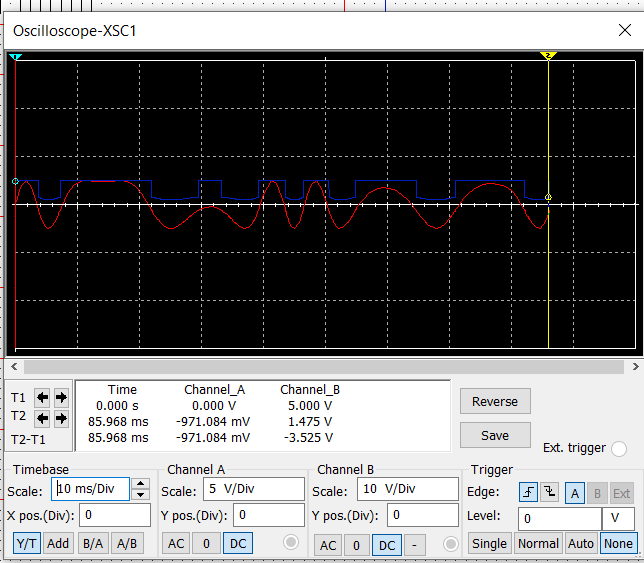 Oscilloscope-XSC1
1
2
T1
T2
T2-T1
Time Channel_A Channel_B
0.000 s 0.000 V 5.000 V
85.968 ms -971.084 mV 1.475 V
85.968 ms -971.084 mV -3.525 V
Reverse
Save
Ext. trigger
Timebase
Scale: 10 ms/Div
X pos.(Div): 0
Y/T Add B/A A/B
Channel A
Scale: 5 V/Div
Y pos.(Div): 0
AC 0 DC
Channel B
Scale: 10 V/Div
Y pos.(Div): 0
AC 0 DC -
Trigger
Edge: A B Ext
Level: 0 V
Single Normal Auto None